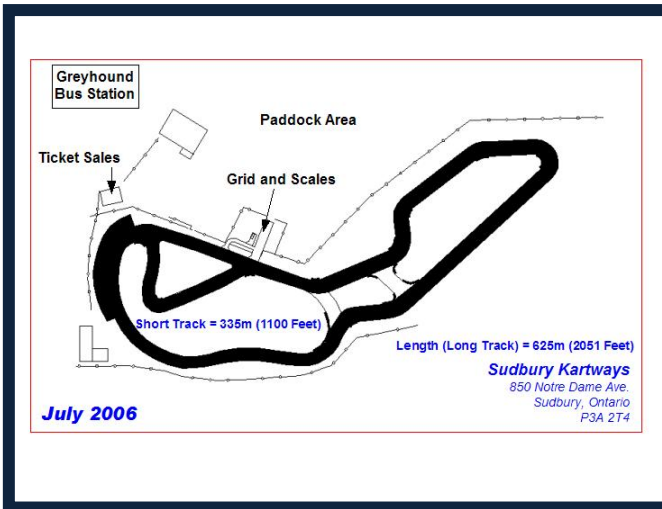 Greyhound
Bus Station
Paddock Area
Ticket Sales
Grid and Scales
Short Track = 335m (1100 Feet)
Length (Long Track) = 625m (2051 Feet)
Sudbury Kartways
850 Notre Dame Ave.
Sudbury, Ontario
P3A 2T4
July 2006